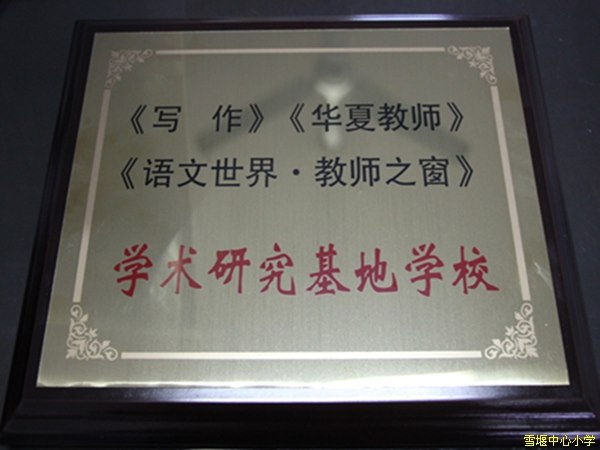 《写 作》《华夏教师》
《语文世界·教师之窗》
学术研究基地学校
雪堰中心小学